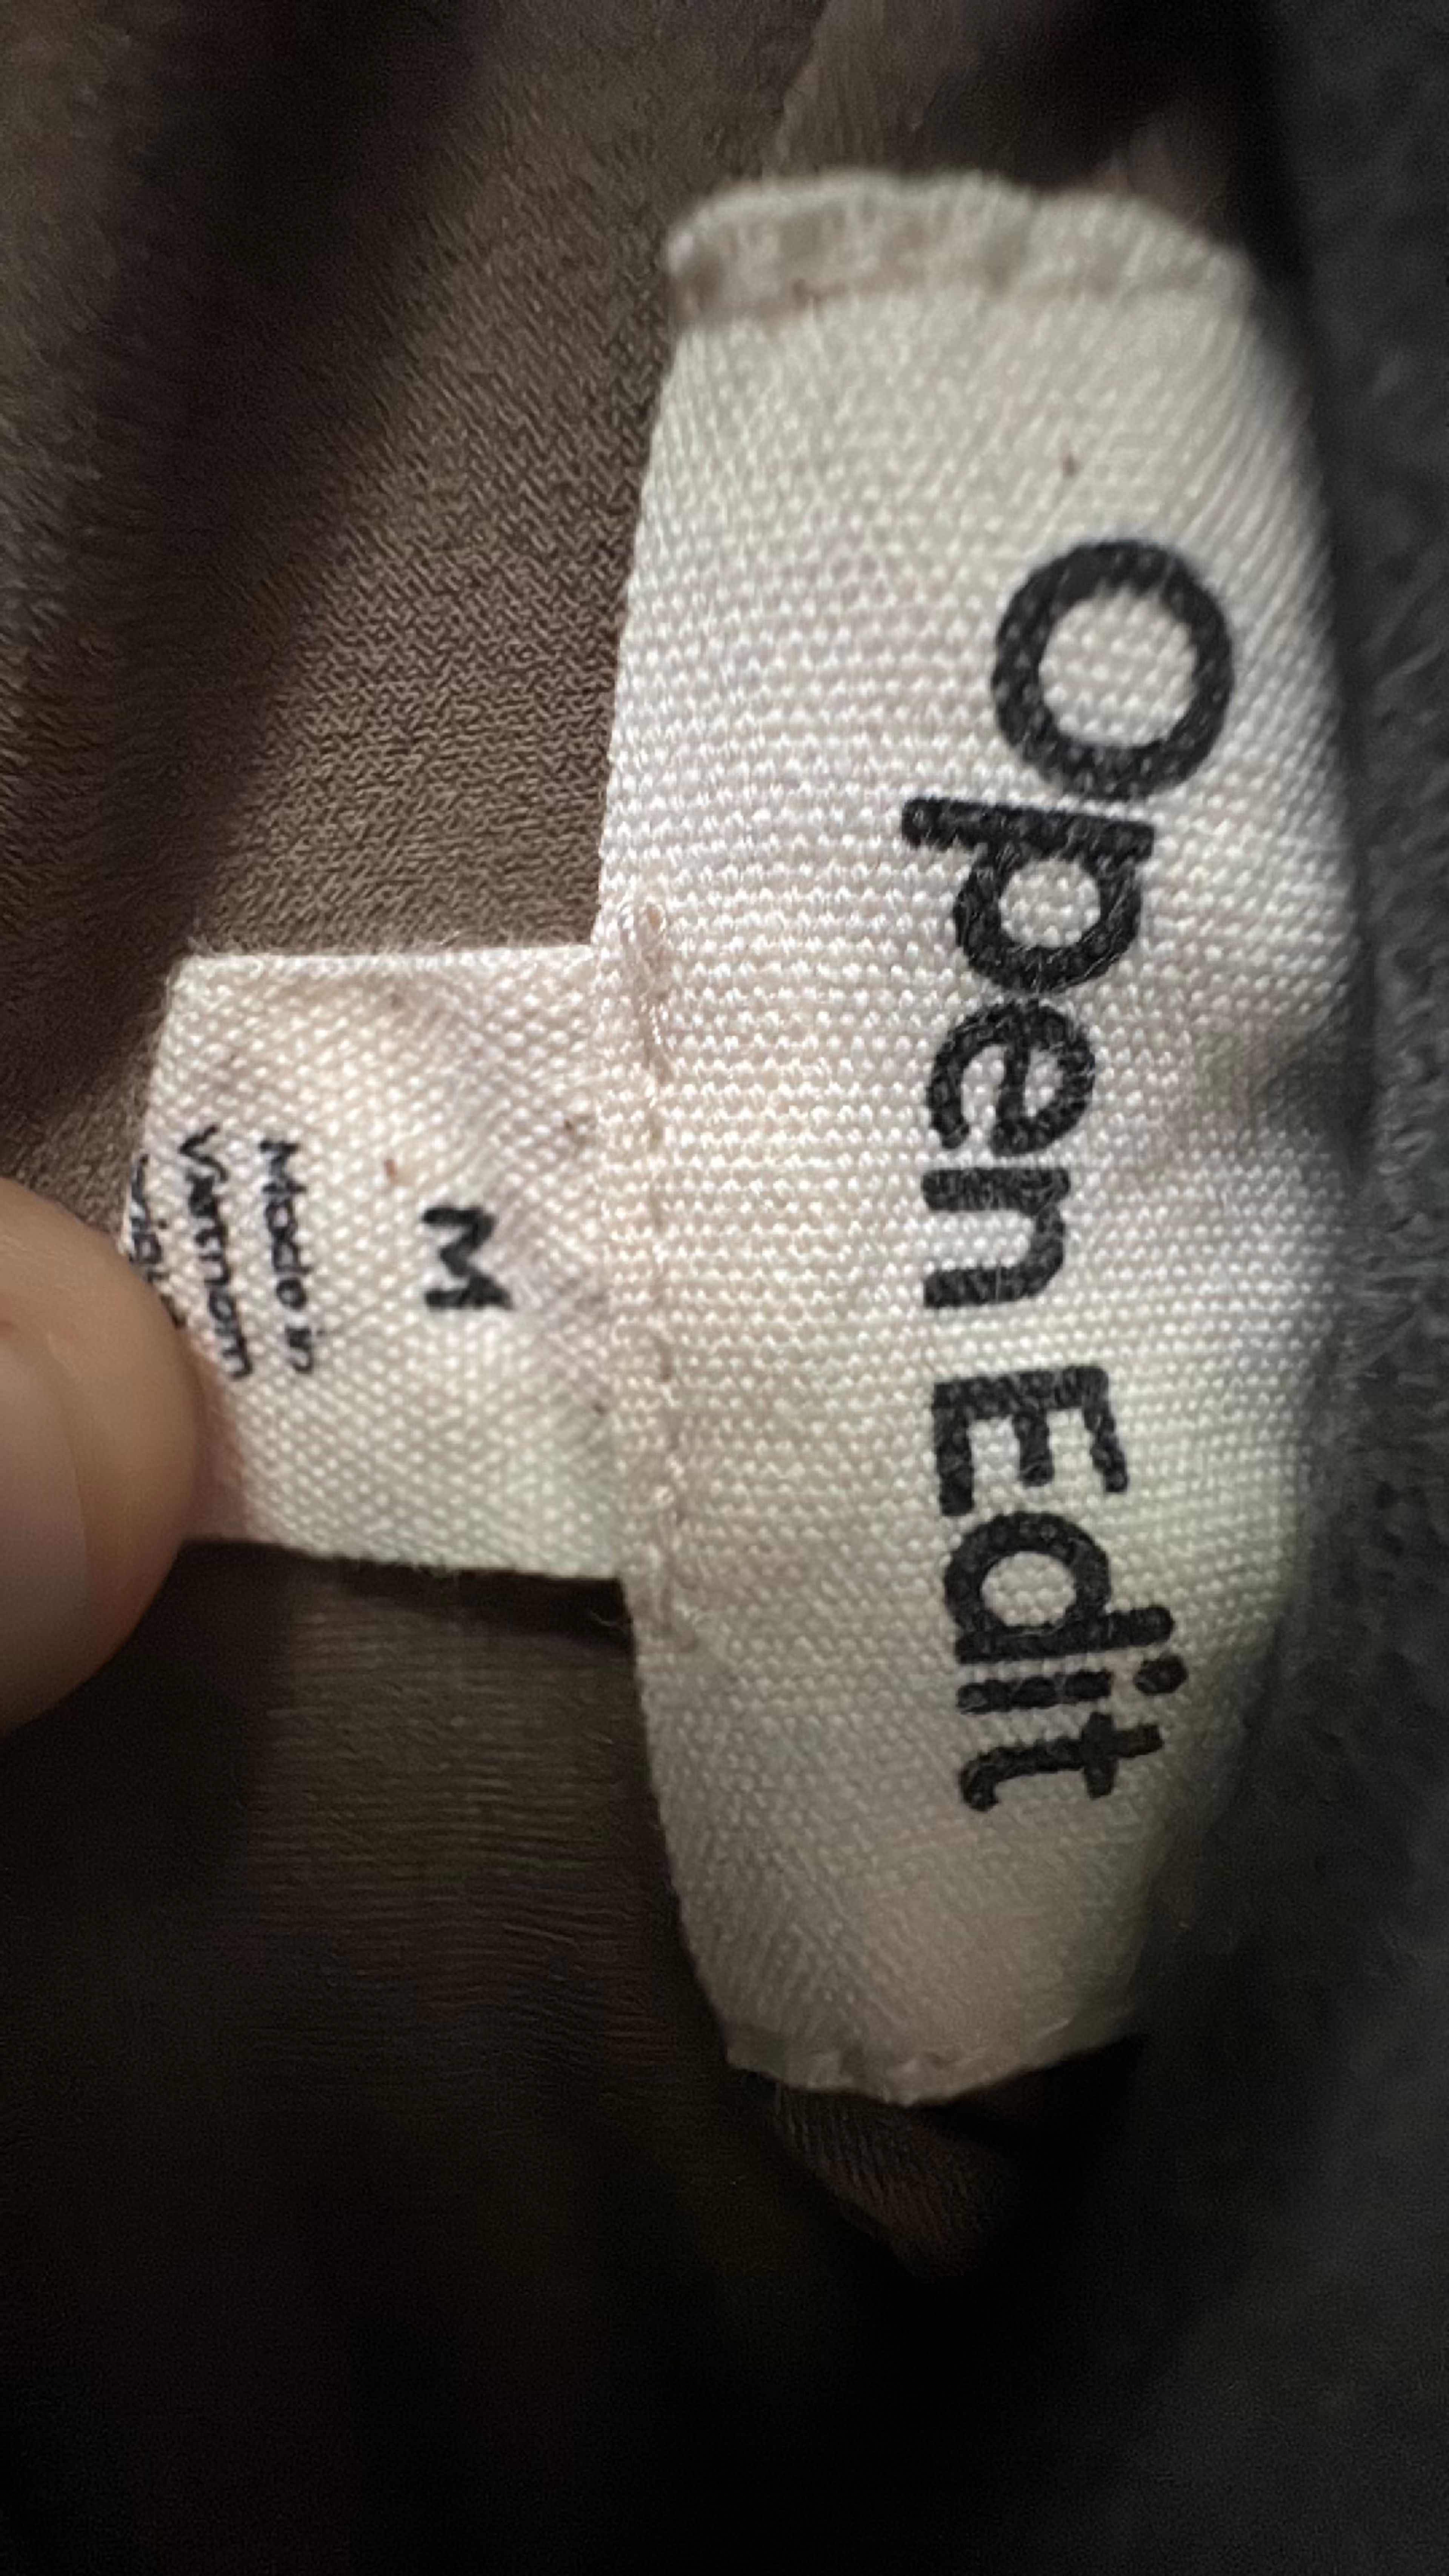 Open Edit
M
Made in
Vietnam